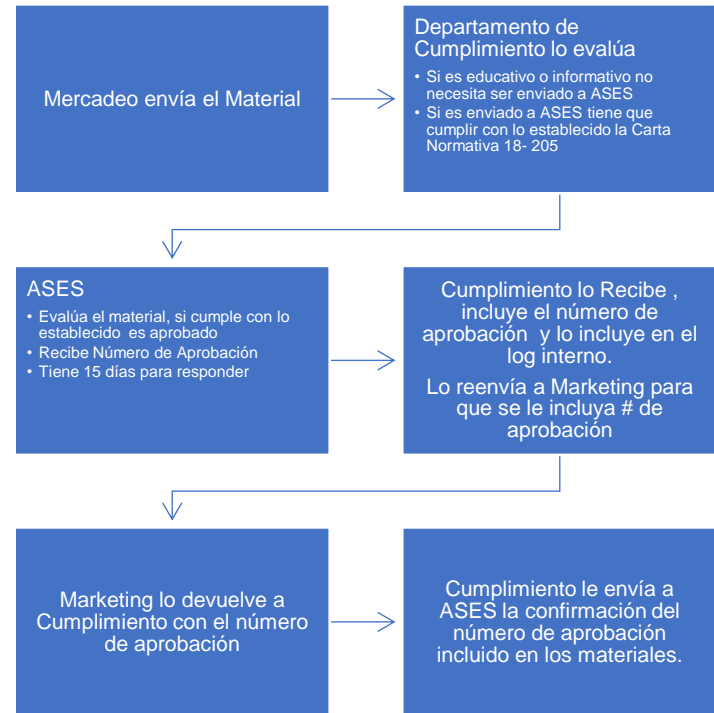 Mercadeo envía el Material
Departamento de
Cumplimiento lo evalúa
• Si es educativo o informativo no
necesita ser enviado a ASES
• Si es enviado a ASES tiene que
cumplir con lo establecido la Carta
Normativa 18- 205
ASES
• Evalúa el material, si cumple con lo
establecido es aprobado
• Recibe Número de Aprobación
• Tiene 15 días para responder
Cumplimiento lo Recibe ,
incluye el número de
aprobación y lo incluye en el
log interno.
Lo reenvía a Marketing para
que se le incluya # de
aprobación
Marketing lo devuelve a
Cumplimiento con el número
de aprobación
Cumplimiento le envía a
ASES la confirmación del
número de aprobación
incluido en los materiales.